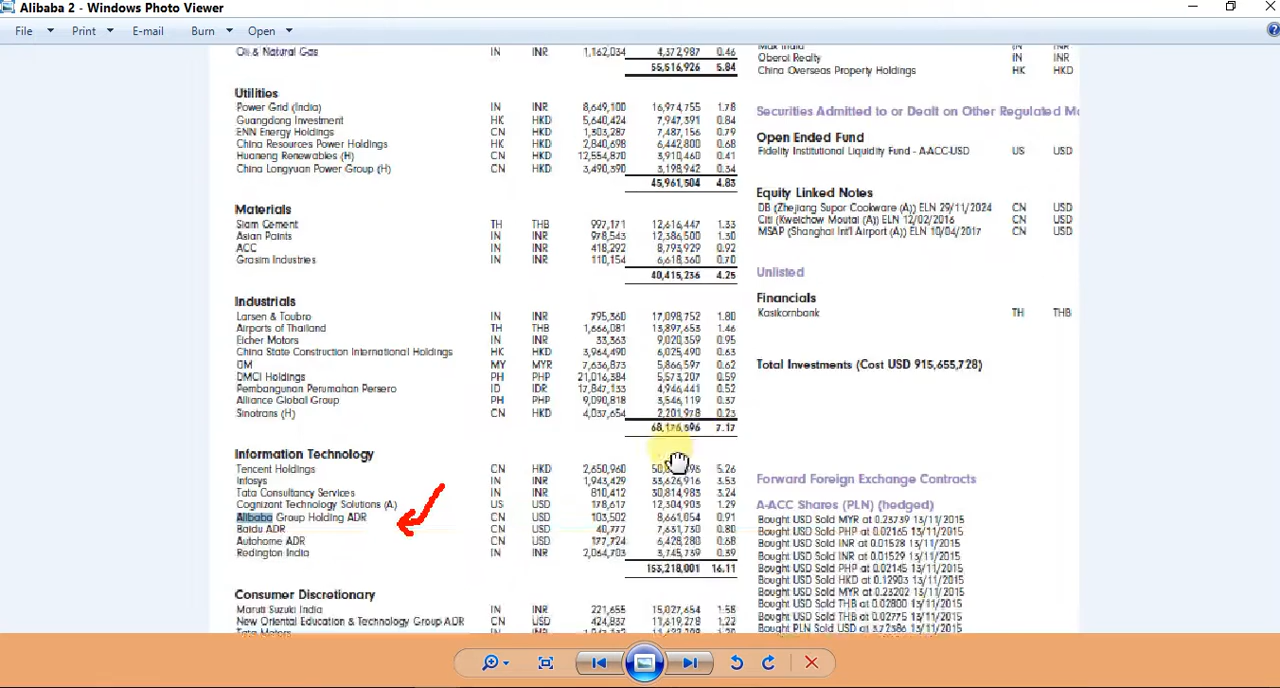 Alibaba 2 - Windows Photo Viewer
File Print E-mail Burn Open
Oil & Natural Gas IN INR 1,162,034 4,372,987 0.46
55,516,926 5.84
Utilities
Power Grid (India) IN INR 8,649,100 16,974,755 1.78
Guangdong Investment HK HKD 5,640,424 7,947,391 0.84
ENN Energy Holdings CN HKD 1,303,287 7,487,156 0.79
China Resources Power Holdings HK HKD 2,840,698 6,442,800 0.68
Huaneng Renewables (H) CN HKD 12,554,870 3,910,460 0.41
China Longyuan Power Group (H) CN HKD 3,490,390 3,198,942 0.34
45,961,504 4.83
Materials
Siam Cement TH THB 997,171 12,616,447 1.33
Asian Paints IN INR 978,543 12,386,500 1.30
ACC IN INR 418,292 8,793,929 0.92
Grasim Industries IN INR 110,154 6,618,360 0.70
40,415,236 4.25
Industrials
Larsen & Toubro IN INR 795,360 17,098,752 1.80
Airports of Thailand TH THB 1,666,081 13,897,653 1.46
Eicher Motors IN INR 33,363 9,020,359 0.95
China State Construction International Holdings HK HKD 3,964,490 6,025,490 0.63
MY MYR 7,636,873 5,866,597 0.62
DMCI Holdings PH PHP 21,016,384 5,573,207 0.59
Pembangunan Perumahan Persero ID IDR 17,847,133 4,946,441 0.52
Alliance Global Group PH PHP 9,090,818 3,546,119 0.37
Sinotrans (H) CN HKD 4,037,654 2,201,978 0.23
68,176,596 7.17
Information Technology
Tencent Holdings CN HKD 2,650,960 5.26
Infosys IN INR 1,943,429 33,626,916 3.53
Tata Consultancy Services IN INR 810,412 30,814,983 3.24
Cognizant Technology Solutions (A) US USD 178,617 12,304,903 1.29
Alibaba Group Holding ADR CN USD 103,502 8,661,054 0.91
Baidu ADR CN USD 40,777 7,631,730 0.80
Autohome ADR CN USD 177,724 6,428,280 0.68
Redington India IN INR 2,064,703 3,745,739 0.39
153,218,001 16.11
Consumer Discretionary
Maruti Suzuki India IN INR 221,655 15,027,654 1.58
New Oriental Education & Technology Group ADR CN USD 424,837 11,619,278 1.22
Tata Motors IN INR
Max India IN INR
Oberoi Realty IN INR
China Overseas Property Holdings HK HKD
Securities Admitted to or Dealt on Other Regulated
Open Ended Fund
Fidelity Institutional Liquidity Fund - A-ACC-USD US USD
Equity Linked Notes
DB (Zhejiang Supor Cookware (A)) ELN 29/11/2024 CN USD
Citi (Kweichow Moutai (A)) ELN 12/02/2016 CN USD
MSAP (Shanghai Int'l Airport (A)) ELN 10/04/2017 CN USD
Unlisted
Financials
Kasikornbank TH THB
Total Investments (Cost USD 915,655,728)
Forward Foreign Exchange Contracts
A-ACC Shares (PLN) (hedged)
Bought USD Sold MYR at 0.23739 13/11/2015
Bought USD Sold PHP at 0.02165 13/11/2015
Bought USD Sold INR at 0.01528 13/11/2015
Bought USD Sold INR at 0.01529 13/11/2015
Bought USD Sold PHP at 0.02145 13/11/2015
Bought USD Sold HKD at 0.12903 13/11/2015
Bought USD Sold MYR at 0.23202 13/11/2015
Bought USD Sold THB at 0.02800 13/11/2015
Bought USD Sold THB at 0.02775 13/11/2015
Bought PLN Sold USD at 3.72386 13/11/2015